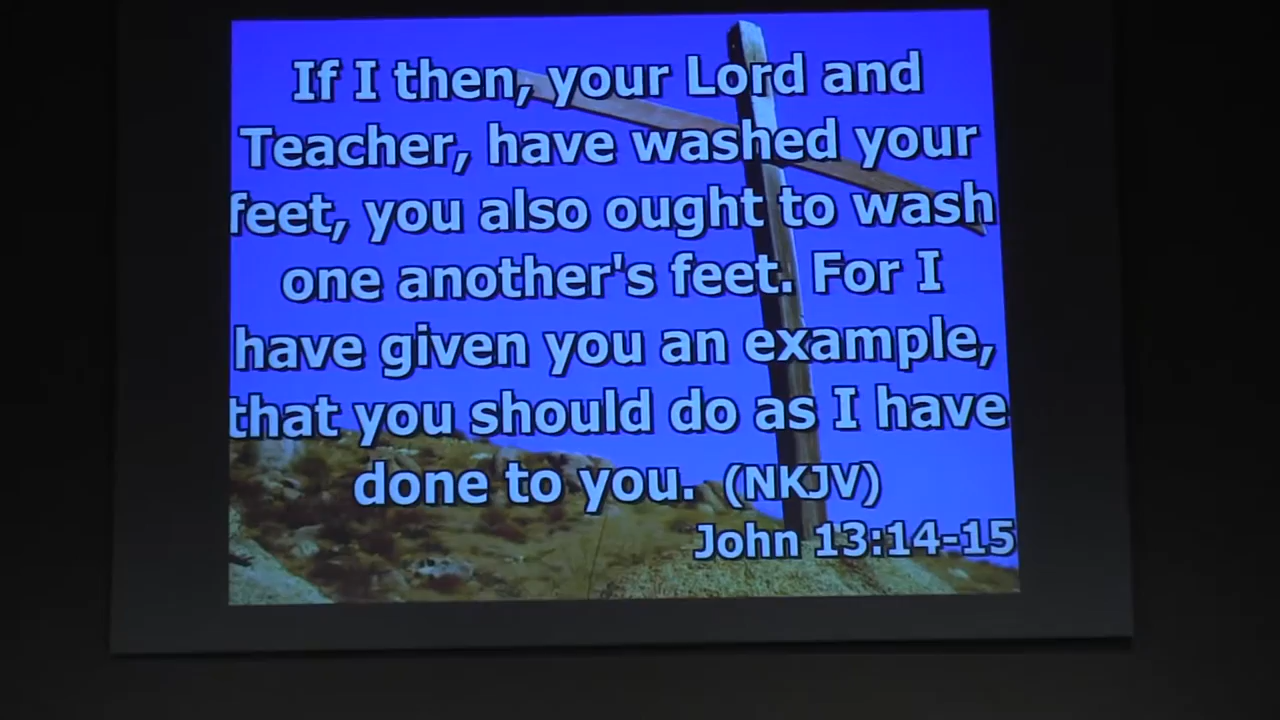 If I then, your Lord and
Teacher, have washed your
feet, you also ought to wash
one another's feet. For I
have given you an example,
that you should do as I have
done to you. (NKJV)
John 13:14-15